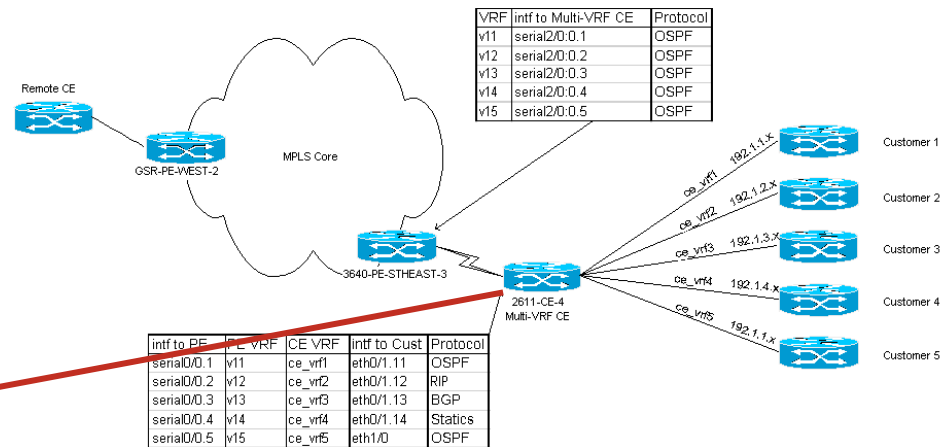 VRF intf to Multi-VRF CE Protocol
v11 serial2/0:0.1 OSPF
v12 serial2/0:0.2 OSPF
v13 serial2/0:0.3 OSPF
v14 serial2/0:0.4 OSPF
v15 serial2/0:0.5 OSPF
Remote CE
GSR-PE-WEST-2
MPLS Core
3640-PE-STHEAST-3
2611-CE-4
Multi-VRF CE
ce_vrf1 192.1.1.x
Customer 1
ce_vrf2 192.1.2.x
Customer 2
ce_vrf3 192.1.3.x
Customer 3
ce_vrf4 192.1.4.x
Customer 4
ce_vrf5 192.1.1.x
Customer 5
intf to PE PE VRF CE VRF intf to Cust Protocol
serial0/0.1 v11 ce_vrf1 eth0/1.11 OSPF
serial0/0.2 v12 ce_vrf2 eth0/1.12 RIP
serial0/0.3 v13 ce_vrf3 eth0/1.13 BGP
serial0/0.4 v14 ce_vrf4 eth0/1.14 Statics
serial0/0.5 v15 ce_vrf5 eth1/0 OSPF